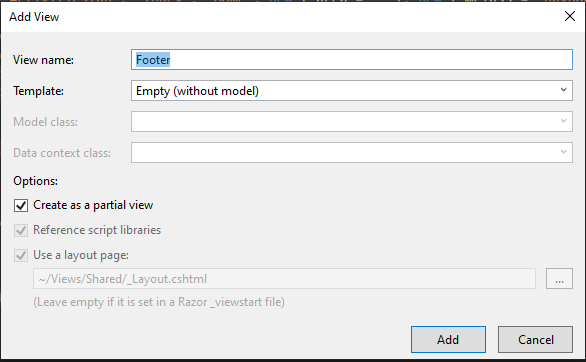 Add View
View name: Footer
Template: Empty (without model)
Model class:
Data context class:
Options:
Create as a partial view
Reference script libraries
Use a layout page:
~/Views/Shared/_Layout.cshtml ...
(Leave empty if it is set in a Razor _viewstart file)
Add Cancel